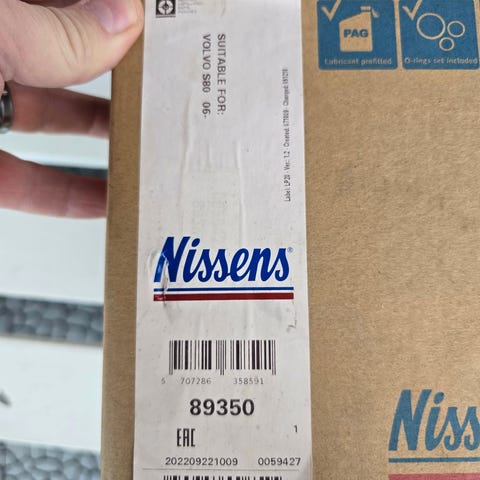 PAG
Lubricant prefilled
O-rings set included
SUITABLE FOR:
VOLVO S80 06-
Nissens®
5 707286 358591
89350
EAC
1
202209221009 0059427
Niss